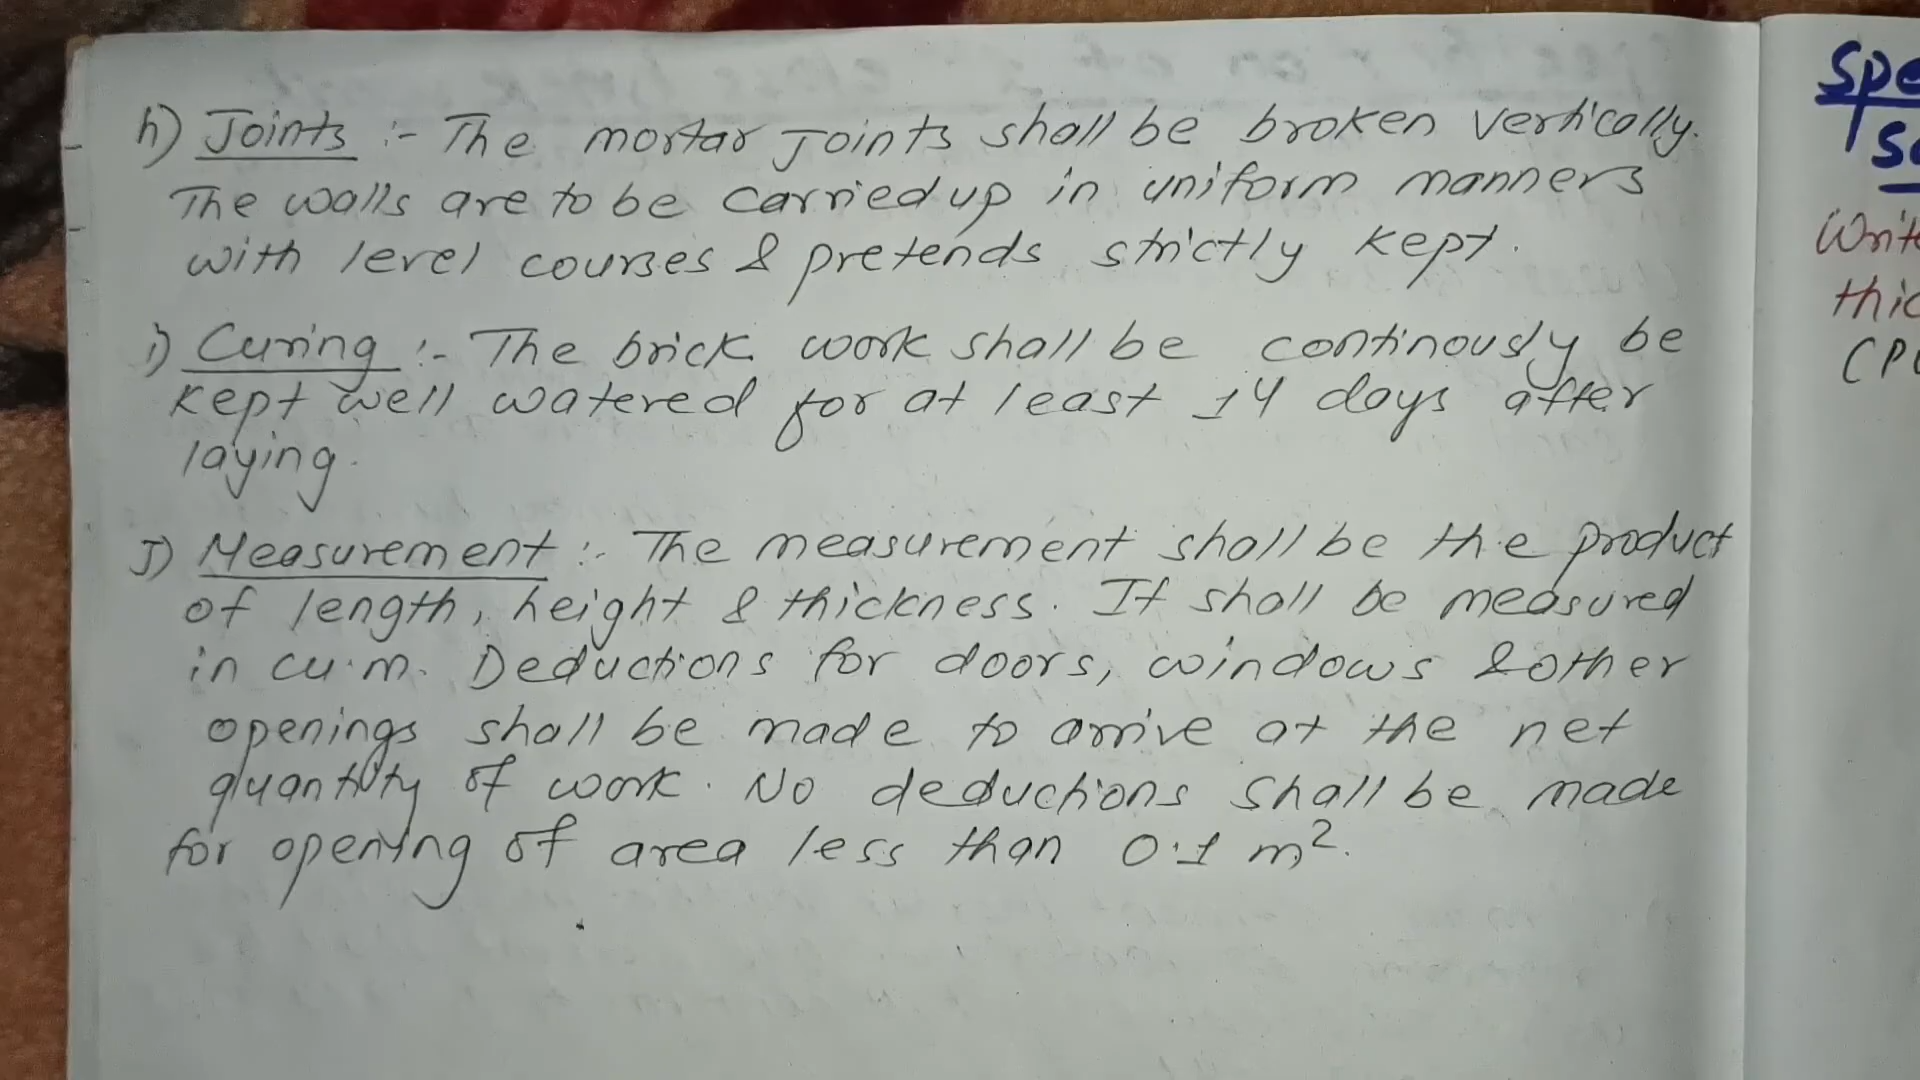 h) Joints :- The mortar Joints shall be broken vertically.
The walls are to be carried up in uniform manners
with level courses & pretends strictly kept.
i) Curing :- The brick work shall be continously be
kept well watered for at least 14 days after
laying.
J) Measurement :- The measurement shall be the product
of length, height & thickness. It shall be measured
in cu.m. Deductions for doors, windows & other
openings shall be made to arrive at the net
quantity of work. No deductions shall be made
for opening of area less than 0.1 m².
Spe
thic